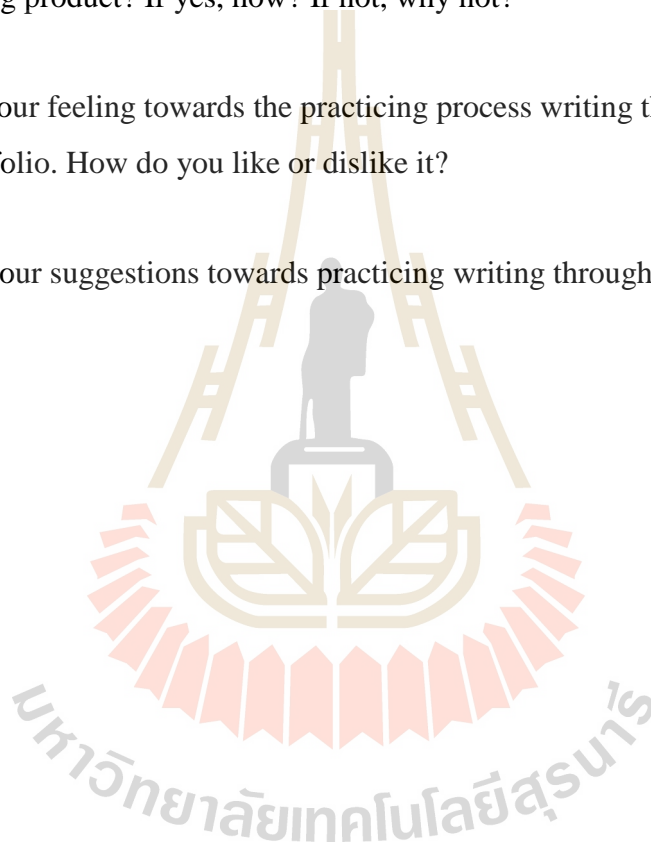 g product? If yes, how? If not, why not?
our feeling towards the practicing process writing th
folio. How do you like or dislike it?
our suggestions towards practicing writing through
มหาวิทยาลัยเทคโนโลยีสุรนารี